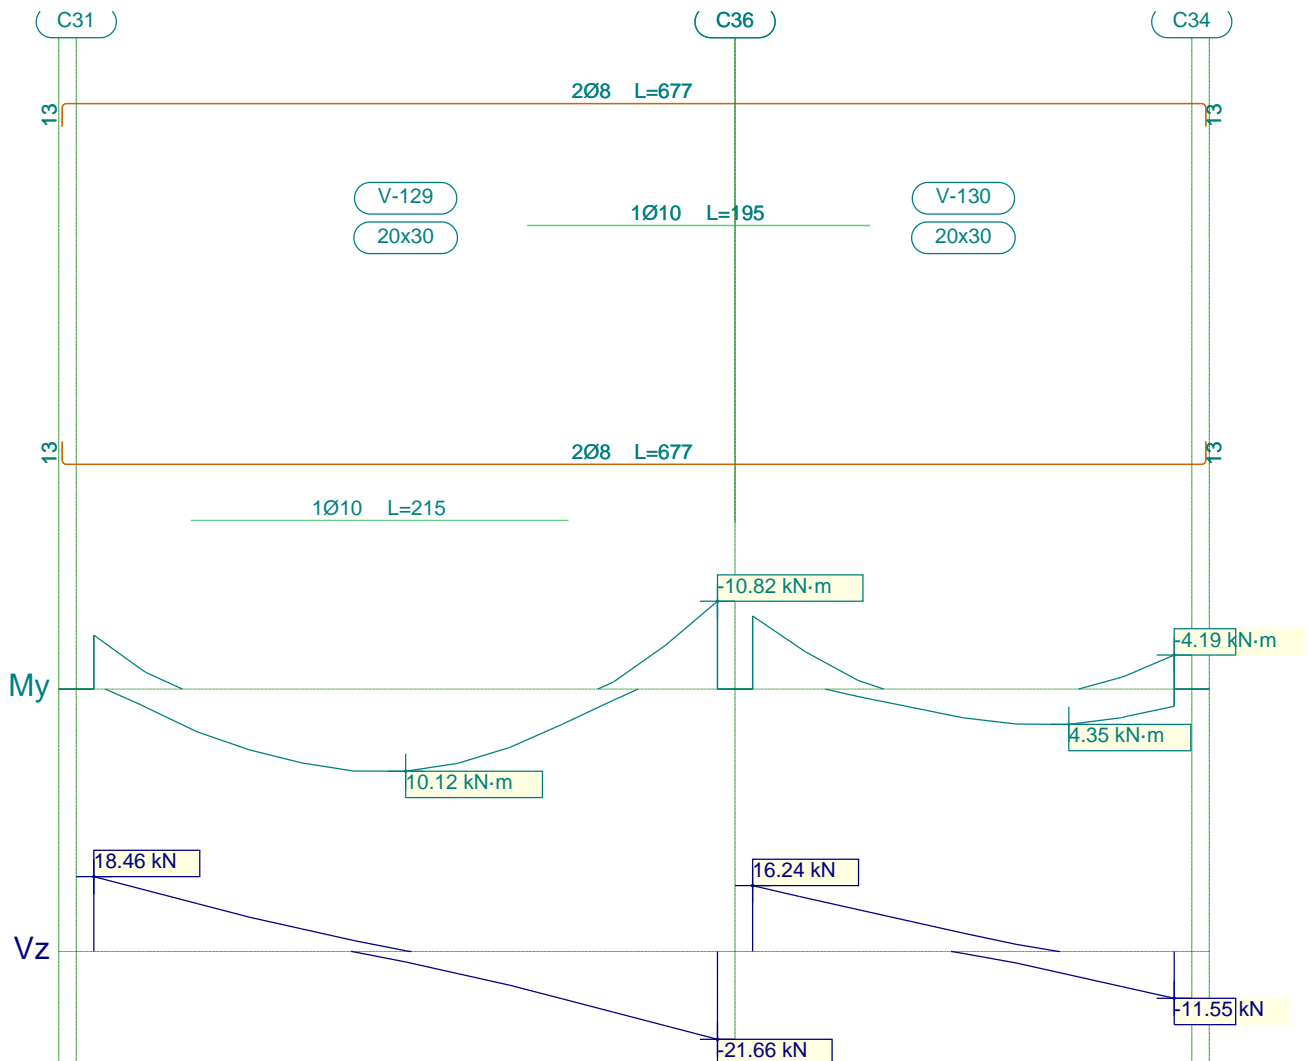 C31 C36 C34
2Ø8 L=677
13 13
V-129 V-130
1Ø10 L=195
20x30 20x30
13 13
2Ø8 L=677
1Ø10 L=215
-10.82 kN·m
-4.19 kN·m
My
4.35 kN·m
10.12 kN·m
18.46 kN
16.24 kN
Vz
-11.55 kN
-21.66 kN